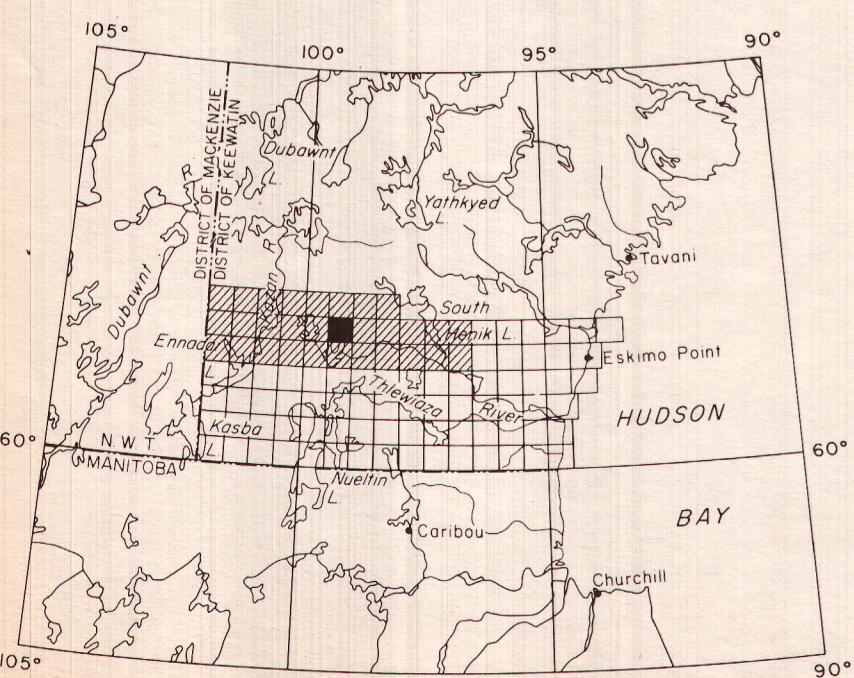 105°
100°
95°
90°
DISTRICT OF MACKENZIE
DISTRICT OF KEEWATIN
Dubawnt
L.
R.
Yathkyed
L.
Tavani
Dubawnt
Kazan R.
South
Henik L.
Ennadai
L.
Eskimo Point
Thlewiaza
River
HUDSON
Kasba
L.
60°
N. W. T.
MANITOBA
60°
Nueltin
L.
BAY
Caribou
Churchill
105°
90°